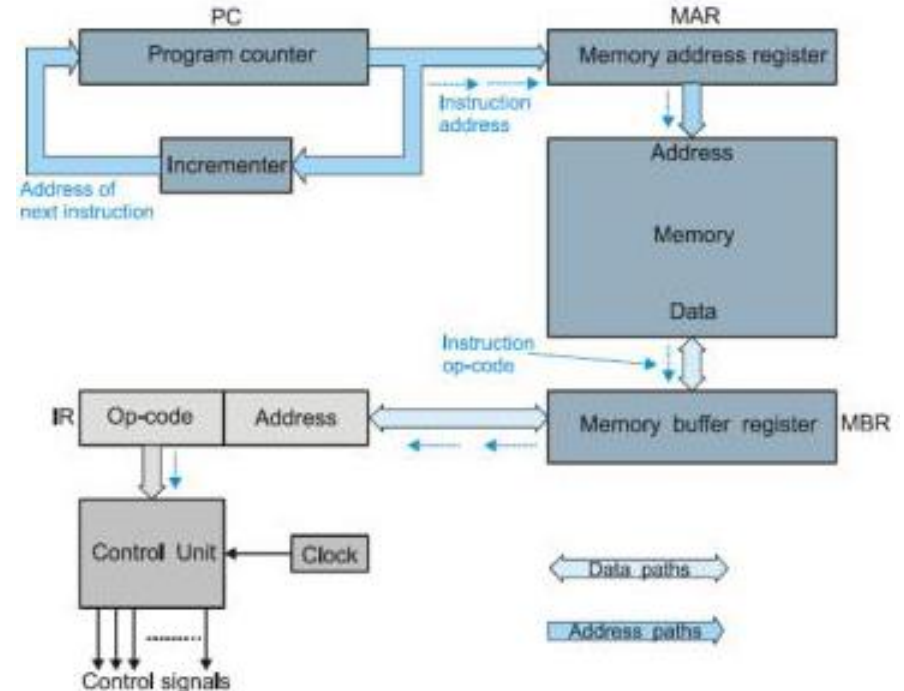 PC
MAR
Program counter
Memory address register
Instruction
address
Incrementer
Address of
next instruction
Address
Memory
Data
Instruction
op-code
IR
Op-code
Address
Memory buffer register
MBR
Control Unit
Clock
Data paths
Address paths
Control signals